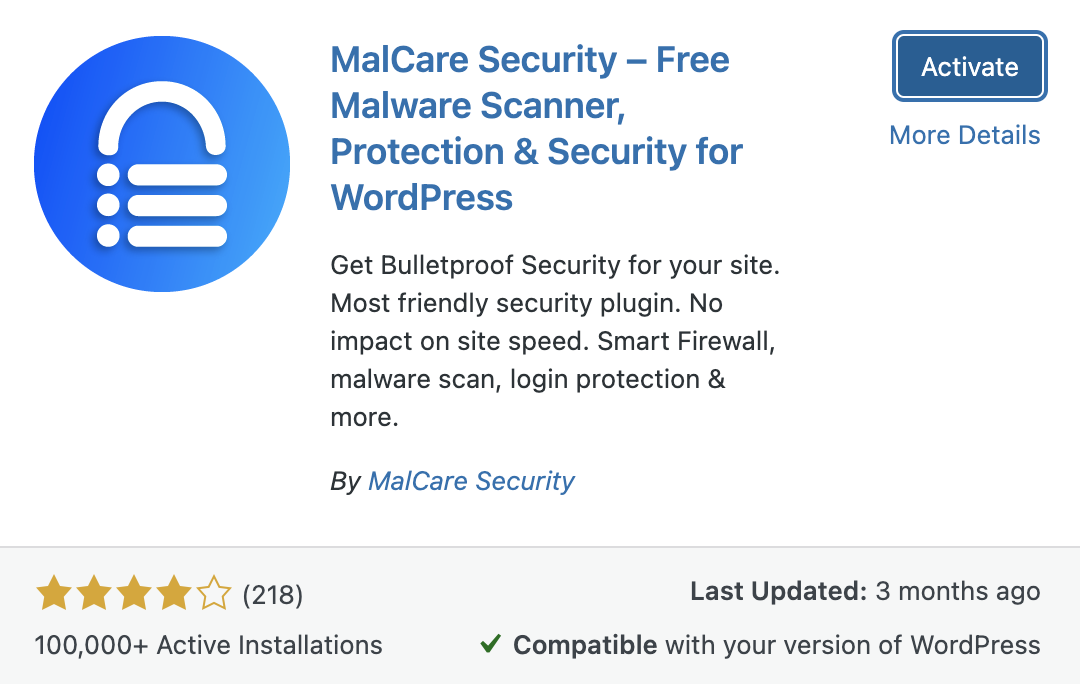 MalCare Security – Free
Malware Scanner,
Protection & Security for
WordPress
Activate
More Details
Get Bulletproof Security for your site.
Most friendly security plugin. No
impact on site speed. Smart Firewall,
malware scan, login protection &
more.
By MalCare Security
(218)
Last Updated: 3 months ago
100,000+ Active Installations
Compatible with your version of WordPress